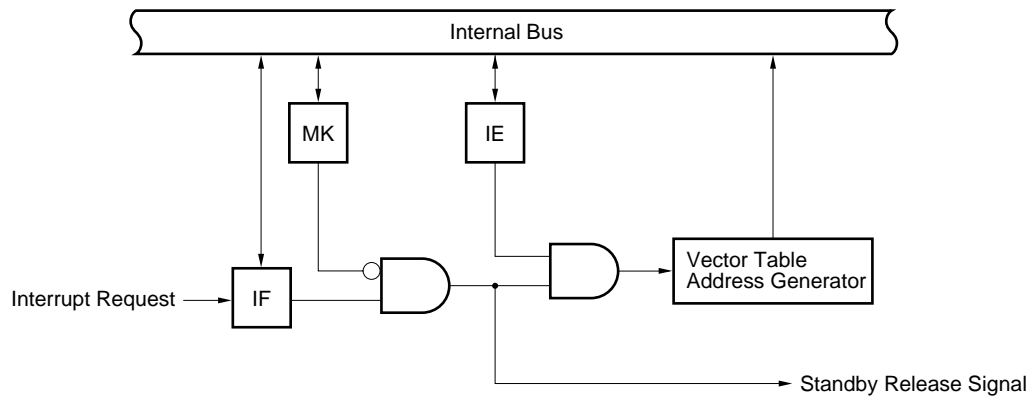 Internal Bus
MK
IE
Interrupt Request
IF
Vector Table
Address Generator
Standby Release Signal